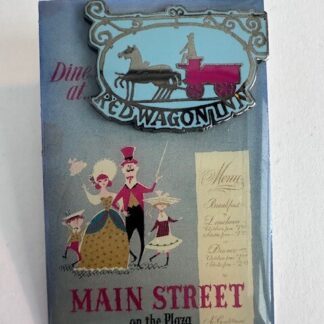 Dine
at...
RED WAGON INN
Menu
Breakfast
Luncheon
Dinner
MAIN STREET
on the Plaza